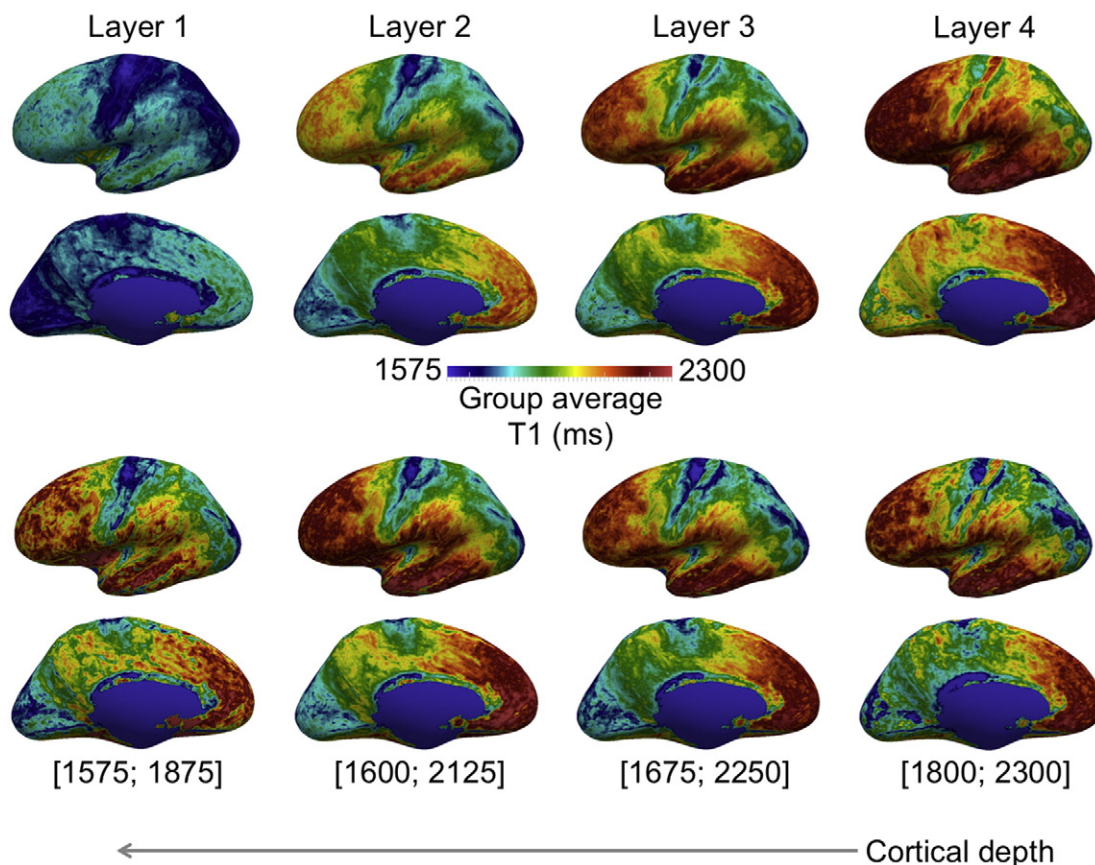 Layer 1 Layer 2 Layer 3 Layer 4
1575 2300
Group average
T1 (ms)
[1575; 1875] [1600; 2125] [1675; 2250] [1800; 2300]
Cortical depth